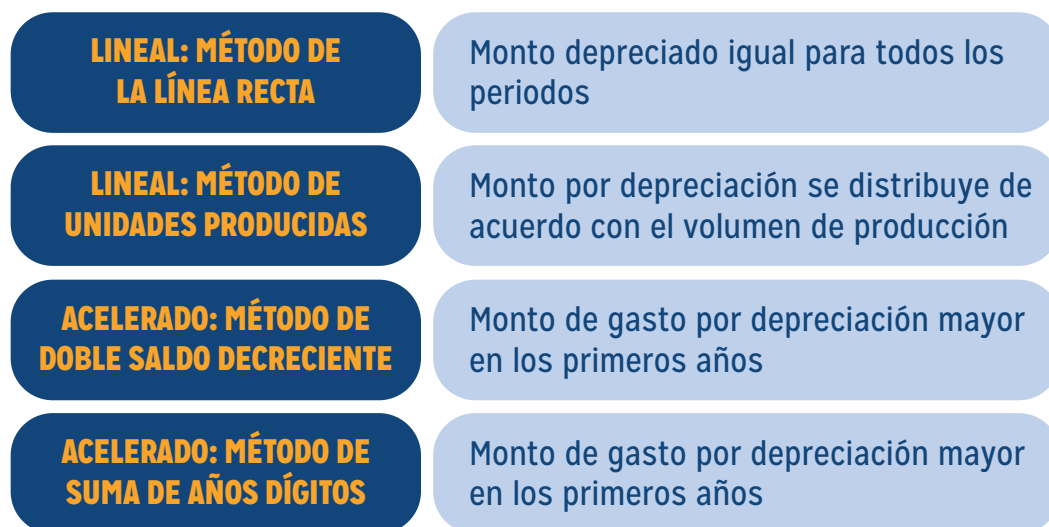 LINEAL: MÉTODO DE
LA LÍNEA RECTA
Monto depreciado igual para todos los
periodos
LINEAL: MÉTODO DE
UNIDADES PRODUCIDAS
Monto por depreciación se distribuye de
acuerdo con el volumen de producción
ACELERADO: MÉTODO DE
DOBLE SALDO DECRECIENTE
Monto de gasto por depreciación mayor
en los primeros años
ACELERADO: MÉTODO DE
SUMA DE AÑOS DÍGITOS
Monto de gasto por depreciación mayor
en los primeros años